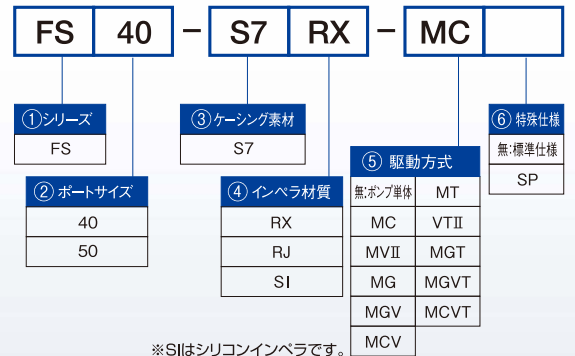 FS 40 - S7 RX - MC
①シリーズ
FS
②ポートサイズ
40
50
③ケーシング素材
S7
④インペラ材質
RX
RJ
SI
⑤駆動方式
無:ポンプ単体 MT
MC VTⅡ
MVⅡ MGT
MG MGVT
MGV MCVT
MCV
⑥特殊仕様
無:標準仕様
SP
※SIはシリコンインペラです。